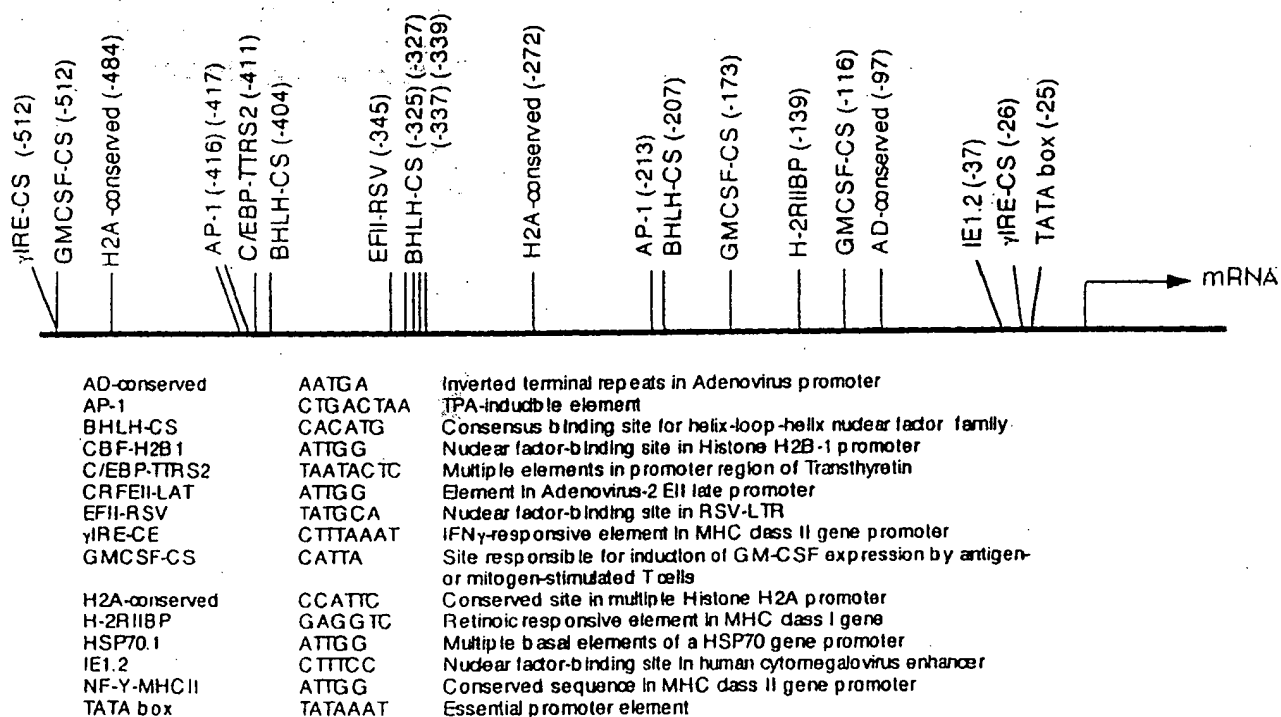 γIRE-CS (-512)
GMCSF-CS (-512)
H2A-conserved (-484)
AP-1 (-416) (-417)
C/EBP-TTRS2 (-411)
BHLH-CS (-404)
EFII-RSV (-345)
BHLH-CS (-325) (-327)
(-337) (-339)
H2A-conserved (-272)
AP-1 (-213)
BHLH-CS (-207)
GMCSF-CS (-173)
H-2RIIBP (-139)
GMCSF-CS (-116)
AD-conserved (-97)
IE1.2 (-37)
γIRE-CS (-26)
TATA box (-25)
mRNA
AD-conserved AATGA Inverted terminal repeats in Adenovirus promoter
AP-1 CTGACTAA TPA-inducible element
BHLH-CS CACATG Consensus binding site for helix-loop-helix nuclear factor family
CBF-H2B1 ATTGG Nuclear factor-binding site in Histone H2B-1 promoter
C/EBP-TTRS2 TAATACTC Multiple elements in promoter region of Transthyretin
CRFEII-LAT ATTGG Element in Adenovirus-2 EII late promoter
EFII-RSV TATGCA Nuclear factor-binding site in RSV-LTR
γIRE-CE CTTTAAAT IFNγ-responsive element in MHC class II gene promoter
GMCSF-CS CATTA Site responsible for induction of GM-CSF expression by antigen-
or mitogen-stimulated T cells
H2A-conserved CCATTC Conserved site in multiple Histone H2A promoter
H-2RIIBP GAGGTC Retinoic responsive element in MHC class I gene
HSP70.1 ATTGG Multiple basal elements of a HSP70 gene promoter
IE1.2 CTTTCC Nuclear factor-binding site in human cytomegalovirus enhancer
NF-Y-MHCII ATTGG Conserved sequence in MHC class II gene promoter
TATA box TATAAAT Essential promoter element